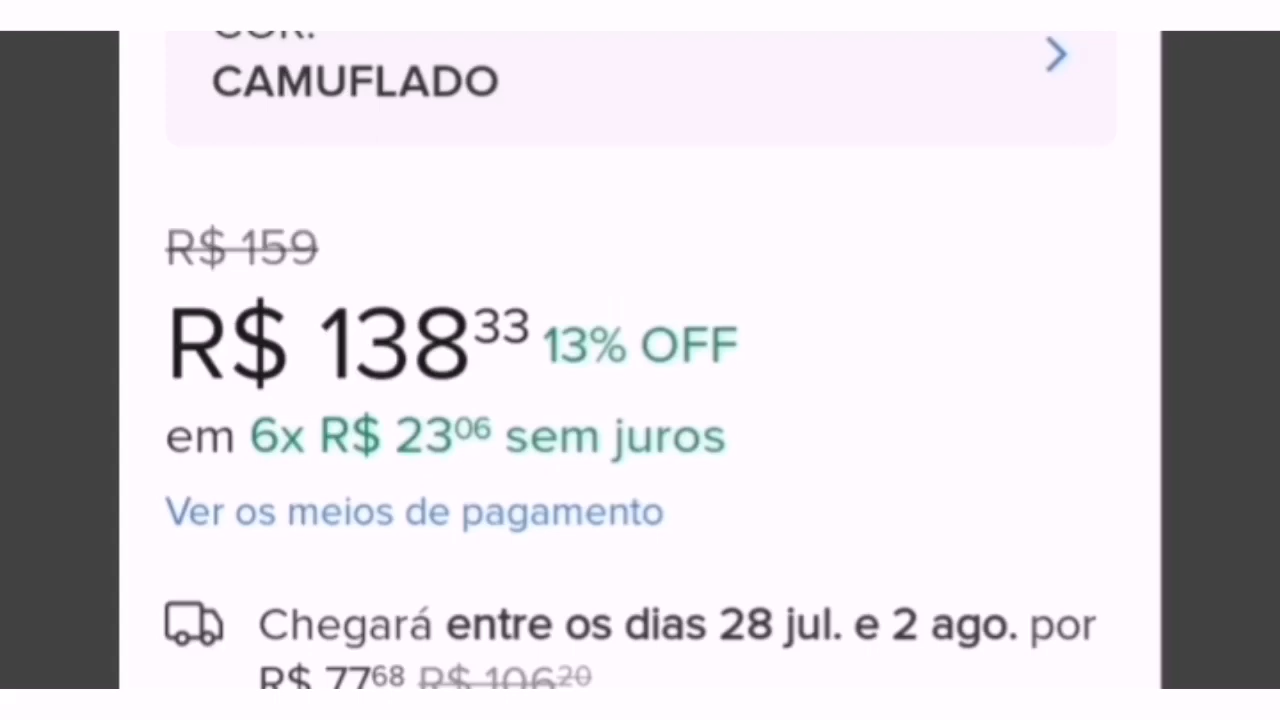 COR:
CAMUFLADO
R$ 159
R$ 138 33 13% OFF
em 6x R$ 23 06 sem juros
Ver os meios de pagamento
Chegará entre os dias 28 jul. e 2 ago. por
R$ 77 68 R$ 106 20